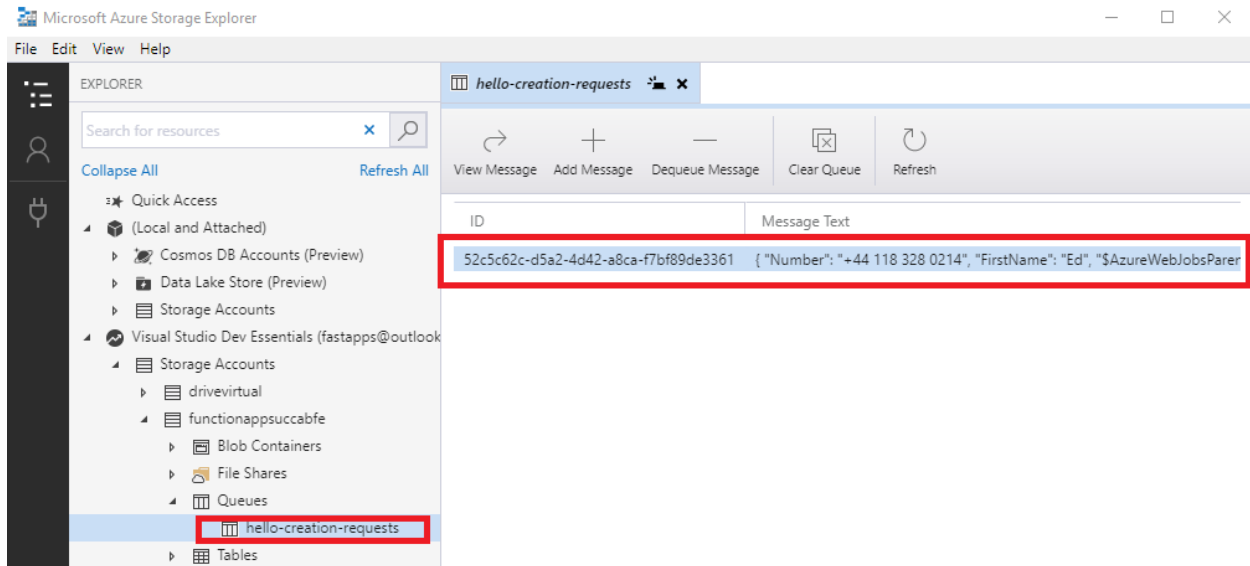 Microsoft Azure Storage Explorer
File Edit View Help
EXPLORER
Search for resources
Collapse All Refresh All
Quick Access
(Local and Attached)
Cosmos DB Accounts (Preview)
Data Lake Store (Preview)
Storage Accounts
Visual Studio Dev Essentials (fastapps@outlook
Storage Accounts
drivevirtual
functionappsuccabfe
Blob Containers
File Shares
Queues
hello-creation-requests
Tables
hello-creation-requests
View Message Add Message Dequeue Message Clear Queue Refresh
ID Message Text
52c5c62c-d5a2-4d42-a8ca-f7bf89de3361 { "Number": "+44 118 328 0214", "FirstName": "Ed", "$AzureWebJobsParen